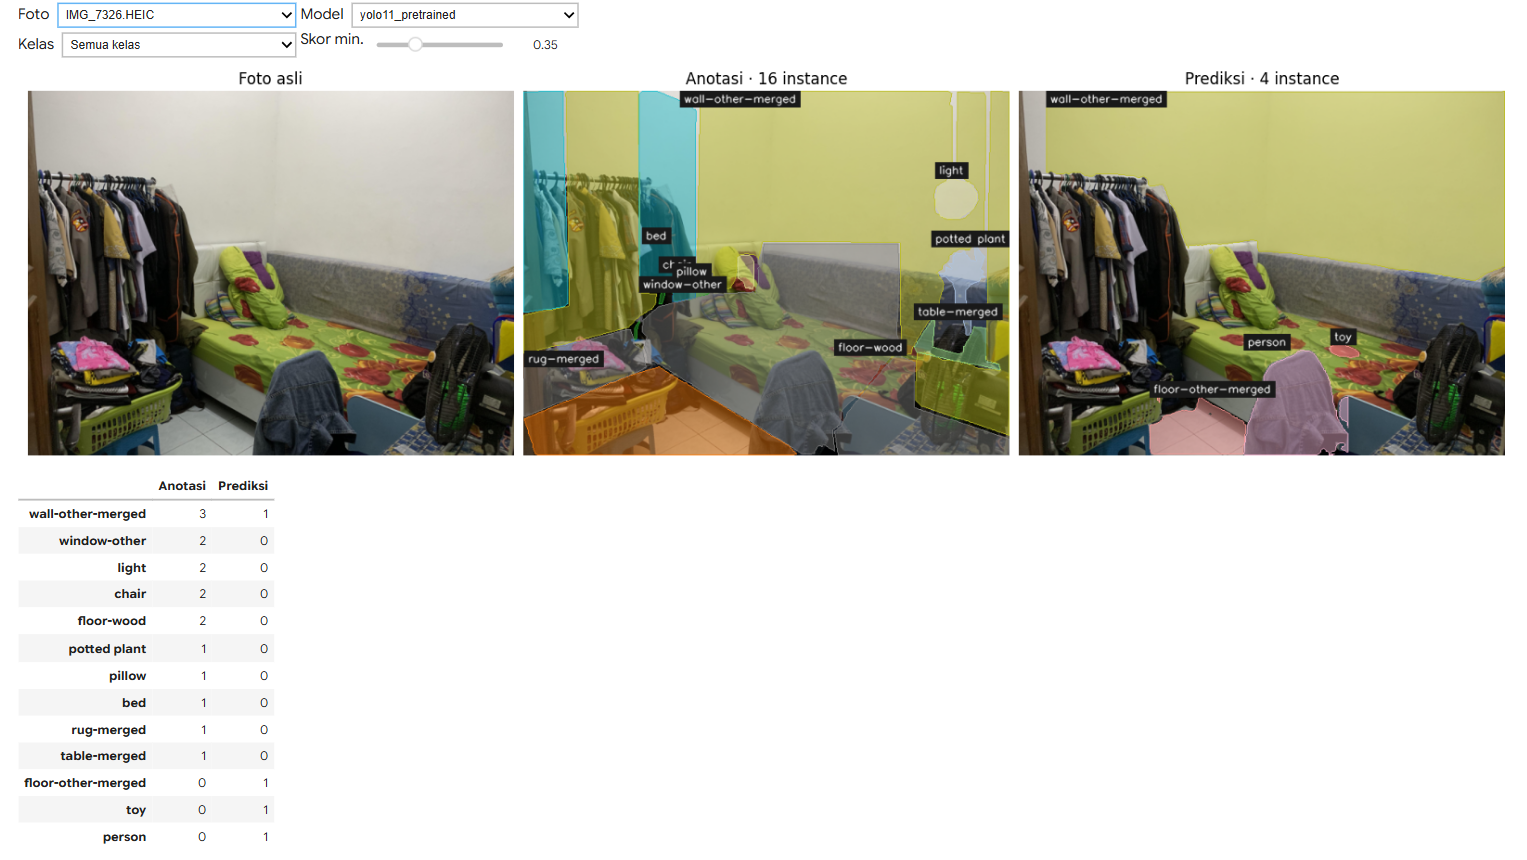 Foto IMG_7326.HEIC Model yolo11_pretrained
Kelas Semua kelas Skor min. 0.35
Foto asli
Anotasi · 16 instance
Prediksi · 4 instance
wall-other-merged
light
bed
potted plant
pillow
window-other
table-merged
floor-wood
rug-merged
wall-other-merged
person
toy
floor-other-merged
Anotasi Prediksi
wall-other-merged 3 1
window-other 2 0
light 2 0
chair 2 0
floor-wood 2 0
potted plant 1 0
pillow 1 0
bed 1 0
rug-merged 1 0
table-merged 1 0
floor-other-merged 0 1
toy 0 1
person 0 1